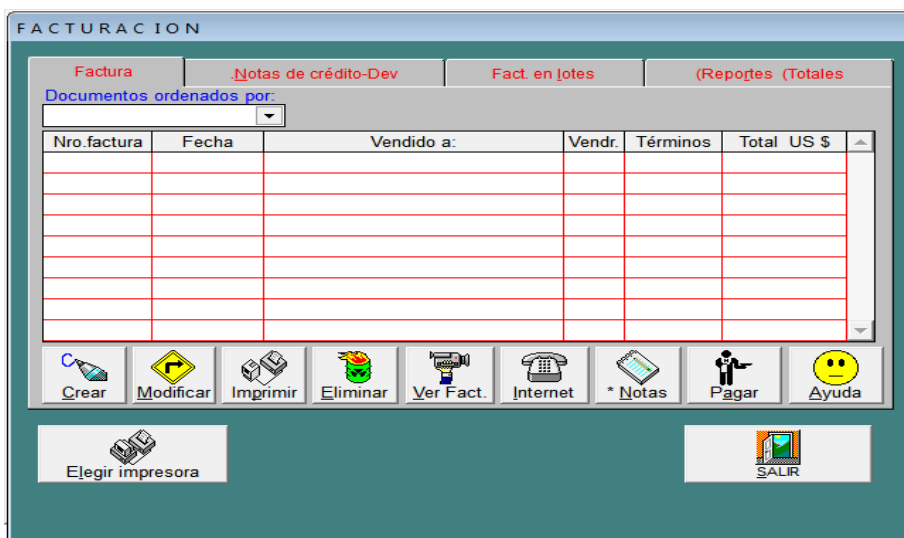 FACTURACION
Factura .Notas de crédito-Dev Fact. en lotes (Reportes (Totales
Documentos ordenados por:
Nro.factura Fecha Vendido a: Vendr. Términos Total US $
C
Crear Modificar Imprimir Eliminar Ver Fact. Internet * Notas Pagar Ayuda
Elegir impresora SALIR